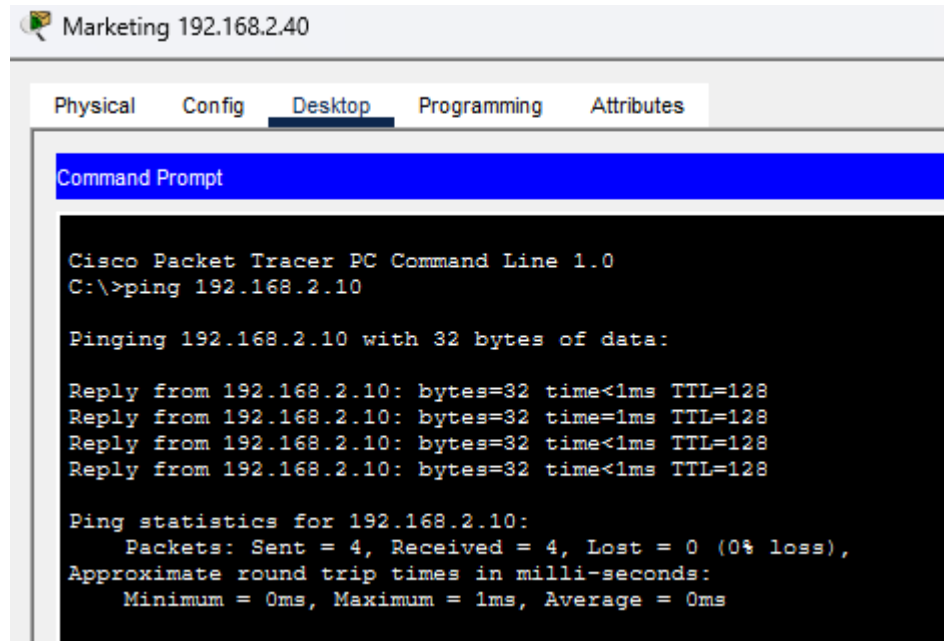 Marketing 192.168.2.40
Physical Config Desktop Programming Attributes
Command Prompt
Cisco Packet Tracer PC Command Line 1.0
C:\>ping 192.168.2.10
Pinging 192.168.2.10 with 32 bytes of data:
Reply from 192.168.2.10: bytes=32 time<1ms TTL=128
Reply from 192.168.2.10: bytes=32 time=1ms TTL=128
Reply from 192.168.2.10: bytes=32 time<1ms TTL=128
Reply from 192.168.2.10: bytes=32 time<1ms TTL=128
Ping statistics for 192.168.2.10:
Packets: Sent = 4, Received = 4, Lost = 0 (0% loss),
Approximate round trip times in milli-seconds:
Minimum = 0ms, Maximum = 1ms, Average = 0ms